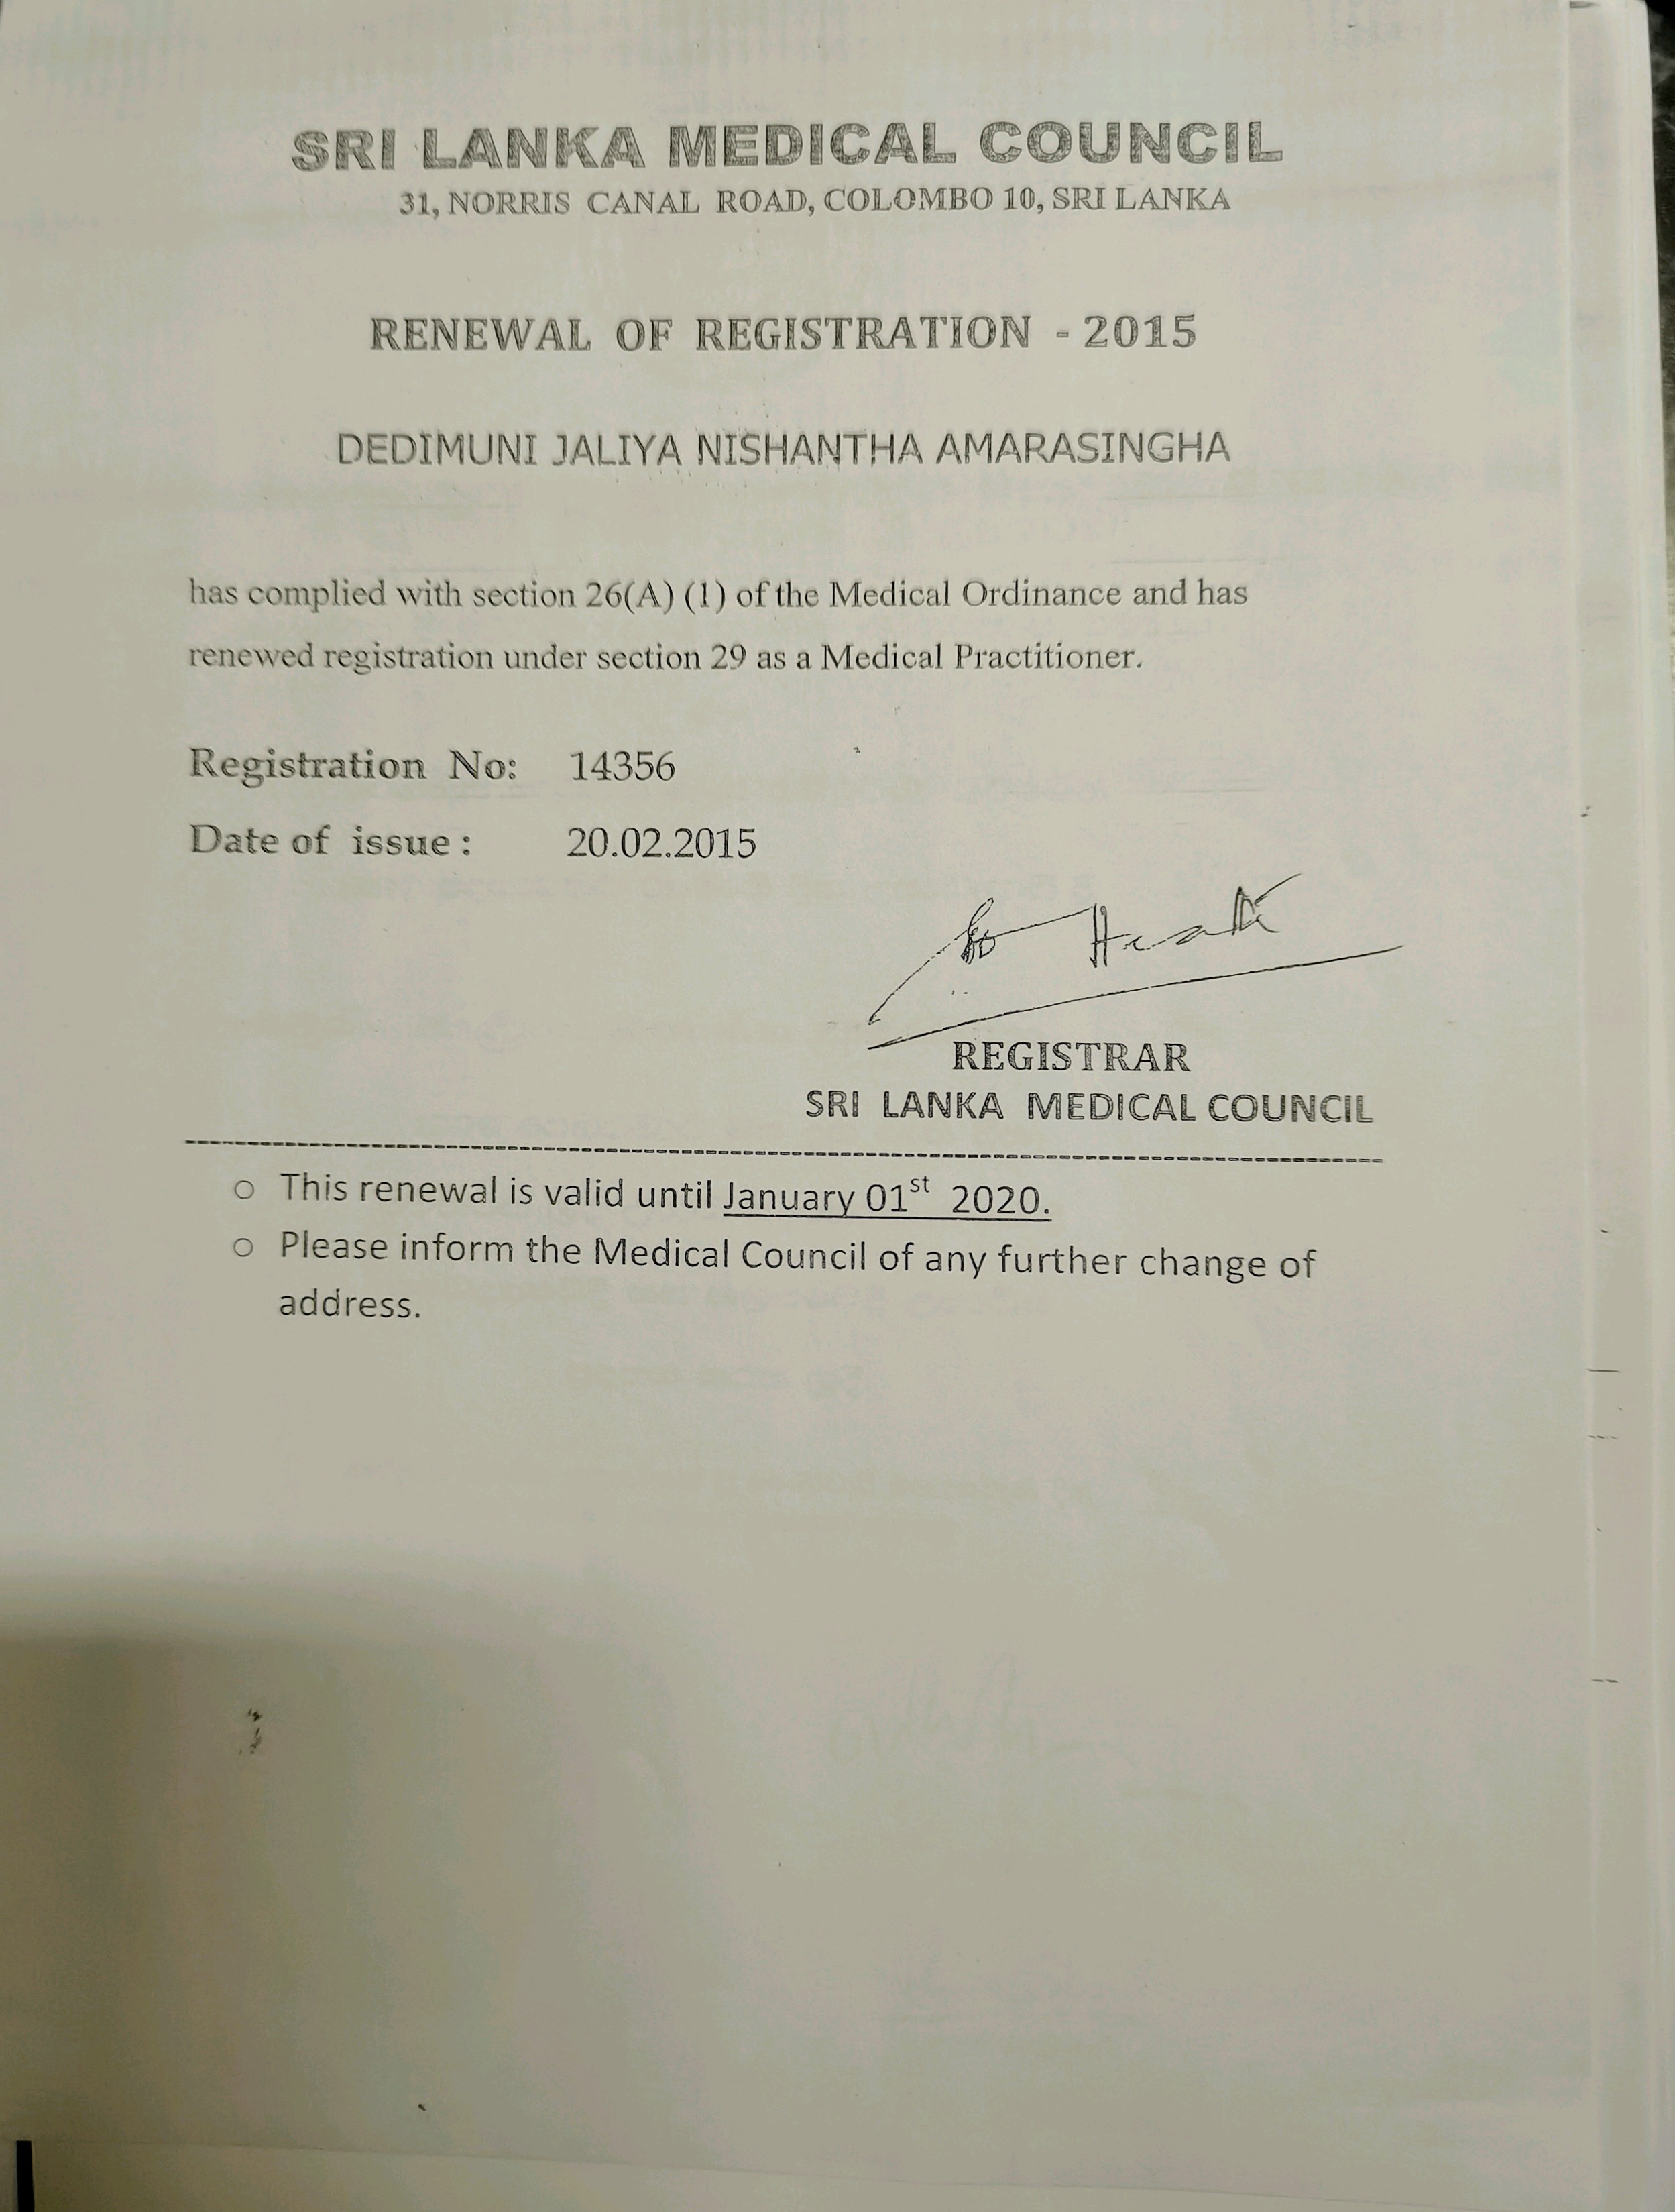 SRI LANKA MEDICAL COUNCIL
31, NORRIS CANAL ROAD, COLOMBO 10, SRI LANKA
RENEWAL OF REGISTRATION - 2015
DEDIMUNI JALIYA NISHANTHA AMARASINGHA
has complied with section 26(A) (1) of the Medical Ordinance and has
renewed registration under section 29 as a Medical Practitioner.
Registration No: 14356
Date of issue : 20.02.2015
REGISTRAR
SRI LANKA MEDICAL COUNCIL
○ This renewal is valid until January 01st 2020.
○ Please inform the Medical Council of any further change of
address.